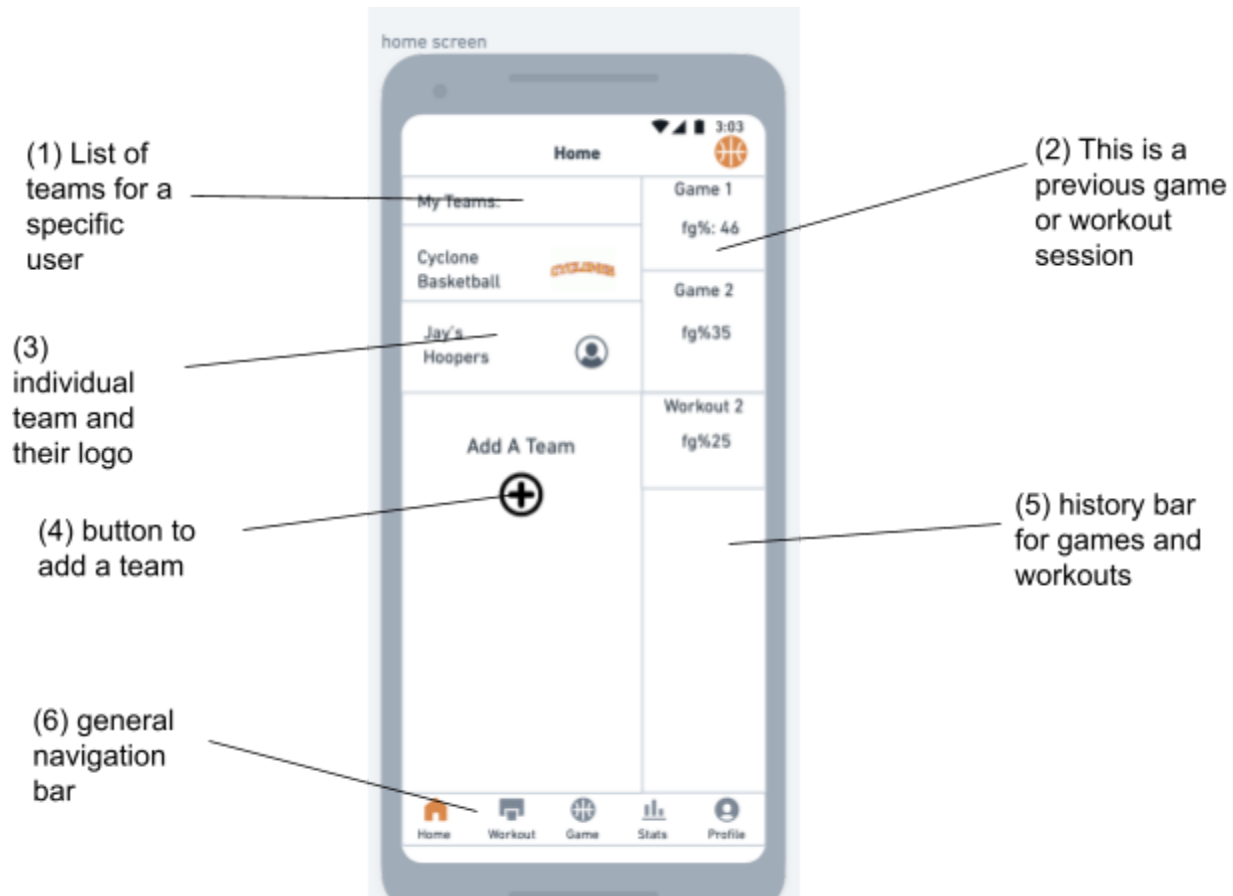 home screen
3:03
Home
(1) List of
teams for a
specific
user
My Teams:
Game 1
fg%: 46
(2) This is a
previous game
or workout
session
Cyclone
Basketball
CYCLONES
Game 2
fg%35
(3)
individual
team and
their logo
Jay's
Hoopers
Workout 2
fg%25
Add A Team
(4) button to
add a team
(5) history bar
for games and
workouts
(6) general
navigation
bar
Home
Workout
Game
Stats
Profile